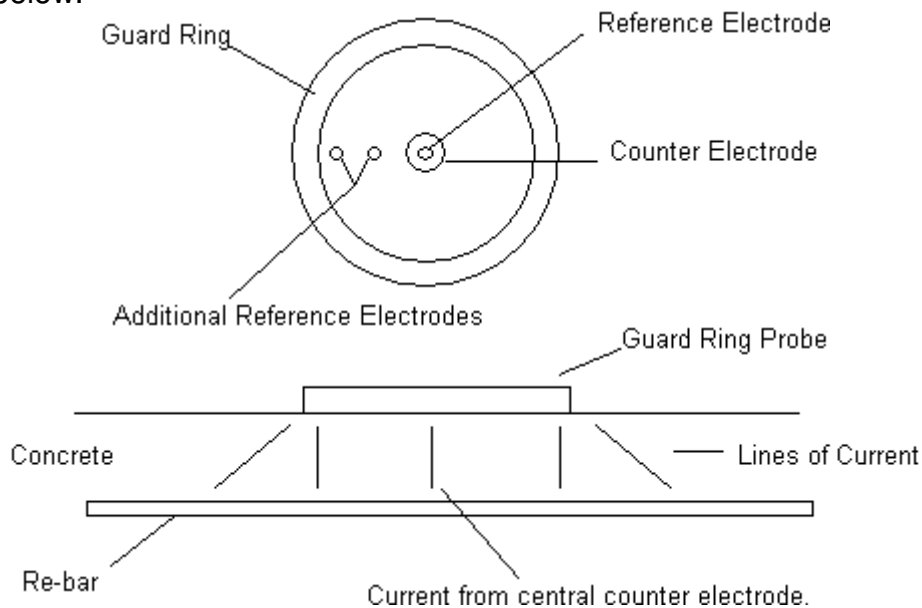 below.
Guard Ring
Reference Electrode
Counter Electrode
Additional Reference Electrodes
Guard Ring Probe
Concrete
Lines of Current
Re-bar
Current from central counter electrode.